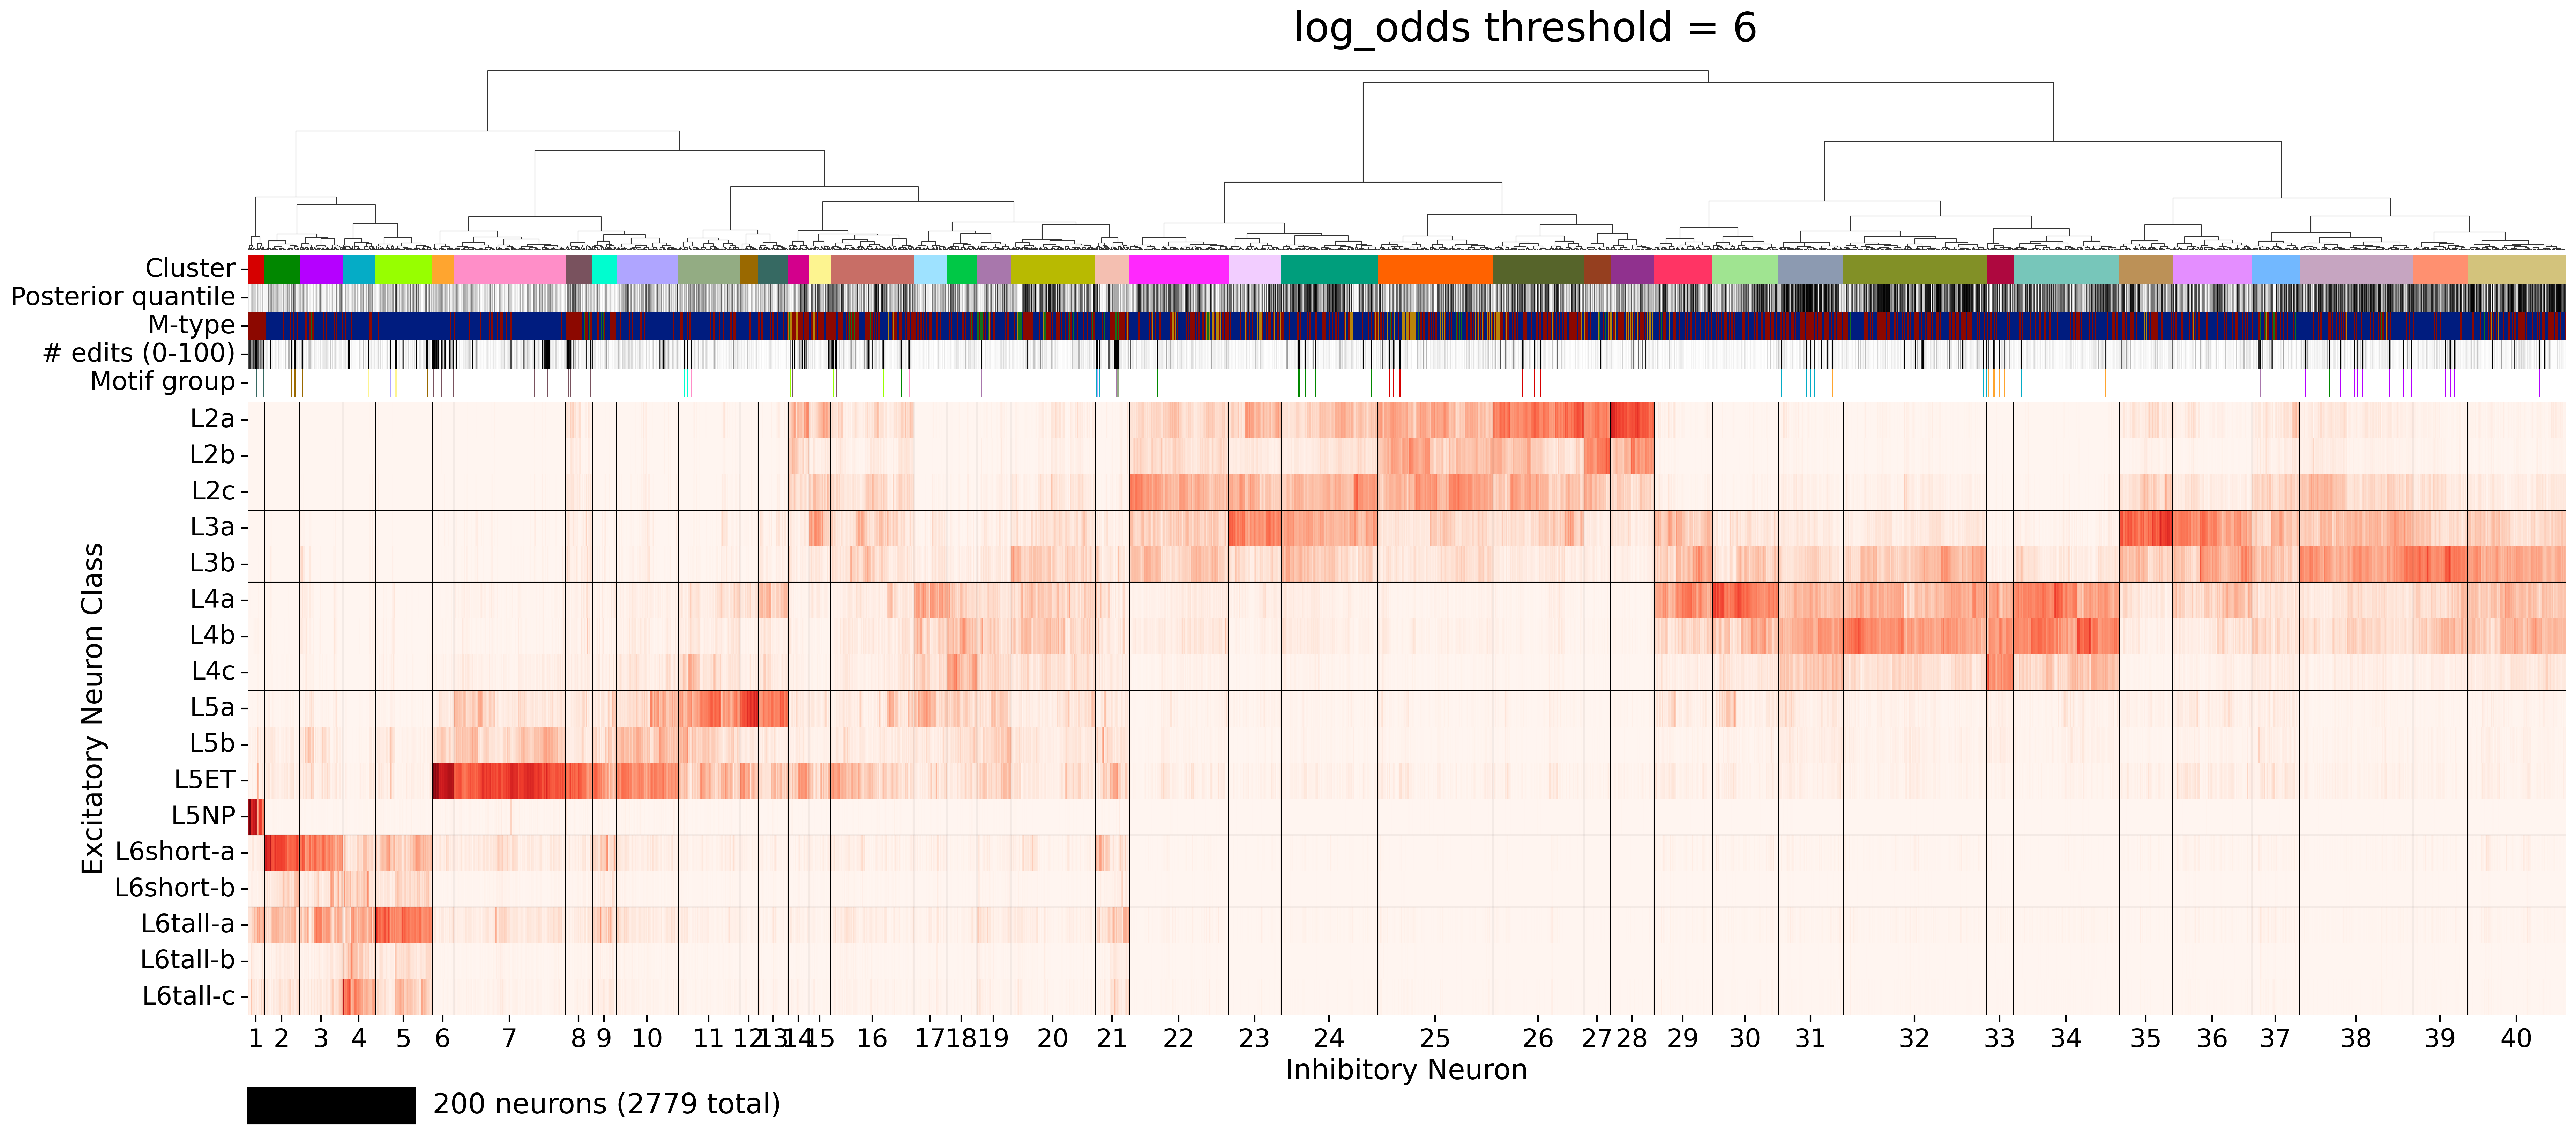 log_odds threshold = 6
Cluster
Posterior quantile
M-type
# edits (0-100)
Motif group
L2a
L2b
L2c
L3a
L3b
L4a
L4b
L4c
L5a
L5b
L5ET
L5NP
L6short-a
L6short-b
L6tall-a
L6tall-b
L6tall-c
Excitatory Neuron Class
1 2 3 4 5 6 7 8 9 10 11 12 13 14 15 16 17 18 19 20 21 22 23 24 25 26 27 28 29 30 31 32 33 34 35 36 37 38 39 40
Inhibitory Neuron
200 neurons (2779 total)